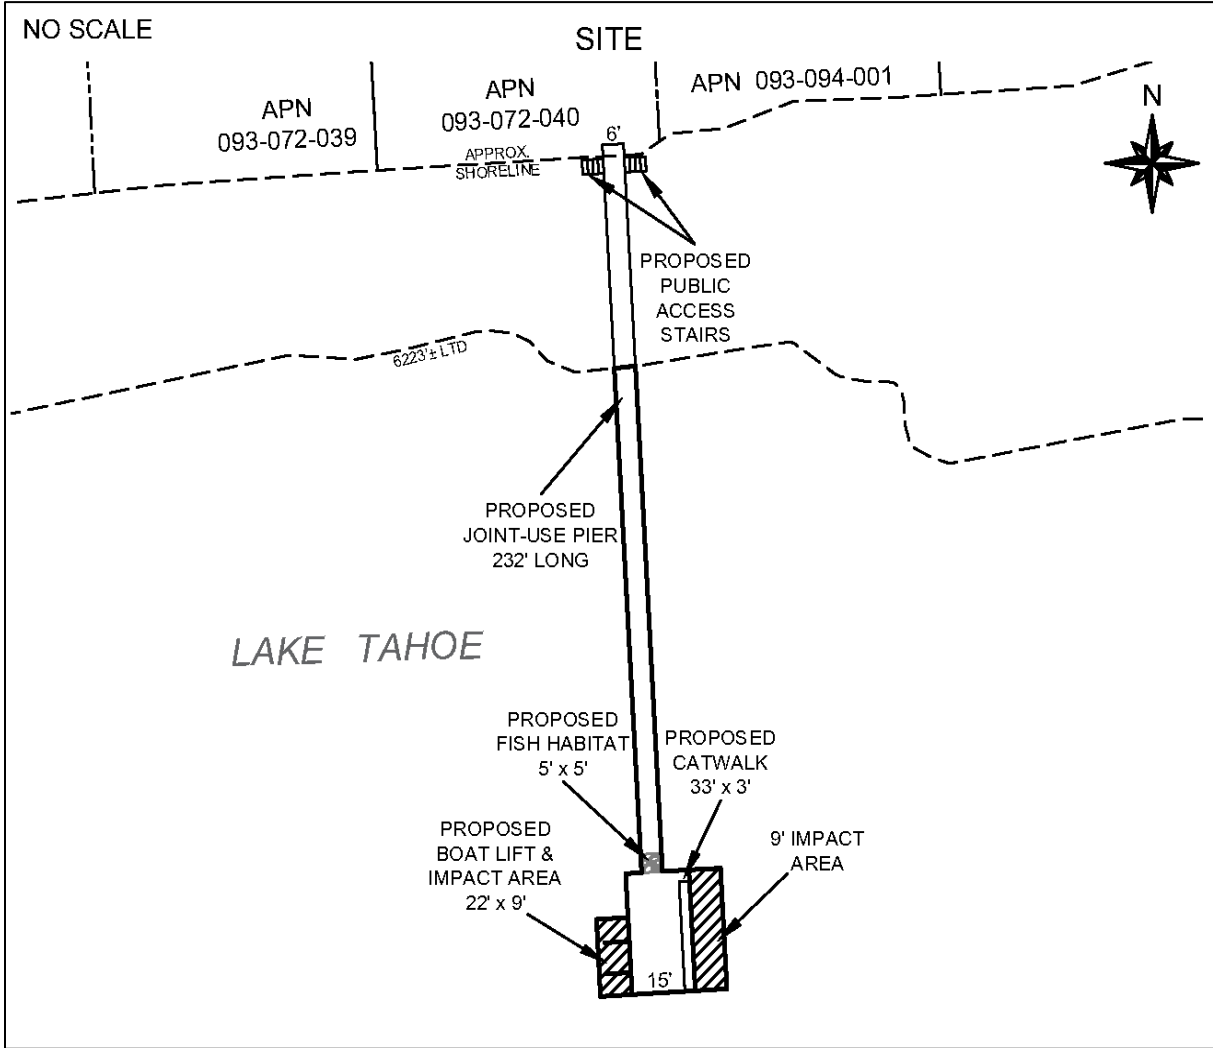 NO SCALE
SITE
APN
093-072-039
APN
093-072-040
APN 093-094-001
N
6'
APPROX.
SHORELINE
PROPOSED
PUBLIC
ACCESS
STAIRS
6223'± LTD
PROPOSED
JOINT-USE PIER
232' LONG
LAKE TAHOE
PROPOSED
FISH HABITAT
5' x 5'
PROPOSED
CATWALK
33' x 3'
PROPOSED
BOAT LIFT &
IMPACT AREA
22' x 9'
9' IMPACT
AREA
15'